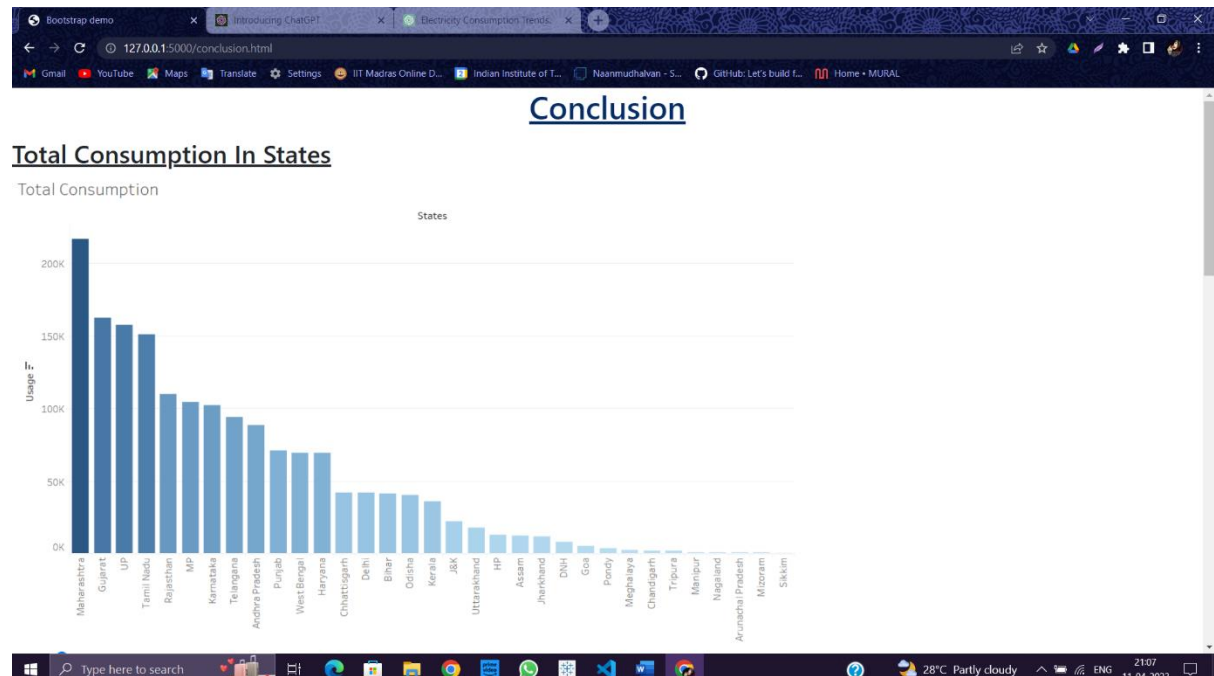 Bootstrap demo
Introducing ChatGPT
Electricity Consumption Trends.
127.0.0.1:5000/conclusion.html
Gmail YouTube Maps Translate Settings IIT Madras Online D... Indian Institute of T... Naanmudhalvan - S... GitHub: Let's build f... Home • MURAL
Conclusion
Total Consumption In States
Total Consumption
States
Usage
200K
150K
100K
50K
0K
Maharashtra
Gujarat
UP
Tamil Nadu
Rajasthan
MP
Karnataka
Telangana
Andhra Pradesh
Punjab
West Bengal
Haryana
Chhattisgarh
Delhi
Bihar
Odisha
Kerala
J&K
Uttarakhand
HP
Assam
Jharkhand
DNH
Goa
Pondy
Meghalaya
Chandigarh
Tripura
Manipur
Nagaland
Arunachal Pradesh
Mizoram
Sikkim
Type here to search
prime video
28°C Partly cloudy
ENG
21:07